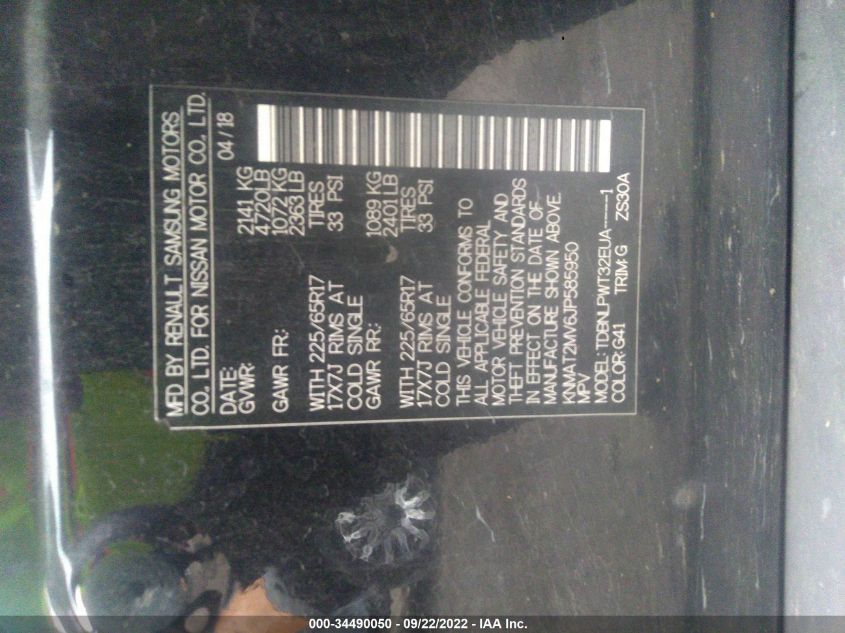 MFD BY RENAULT SAMSUNG MOTORS
CO., LTD. FOR NISSAN MOTOR CO., LTD.
DATE: 04/18
GVWR: 2141 KG
4720LB
GAWR FR: 1072 KG
2363LB
WITH 225/65R17 TIRES
17X7J RIMS AT 33 PSI
COLD SINGLE
GAWR RR: 1089 KG
2401LB
WITH 225/65R17 TIRES
17X7J RIMS AT 33 PSI
COLD SINGLE
THIS VEHICLE CONFORMS TO
ALL APPLICABLE FEDERAL
MOTOR VEHICLE SAFETY AND
THEFT PREVENTION STANDARDS
IN EFFECT ON THE DATE OF
MANUFACTURE SHOWN ABOVE.
KNMAT2MV6JP585950
MPV
MODEL: TDBNLPWT32EUA-----1
COLOR:G41 TRIM:G ZS30A
000-34490050 - 09/22/2022 - IAA Inc.